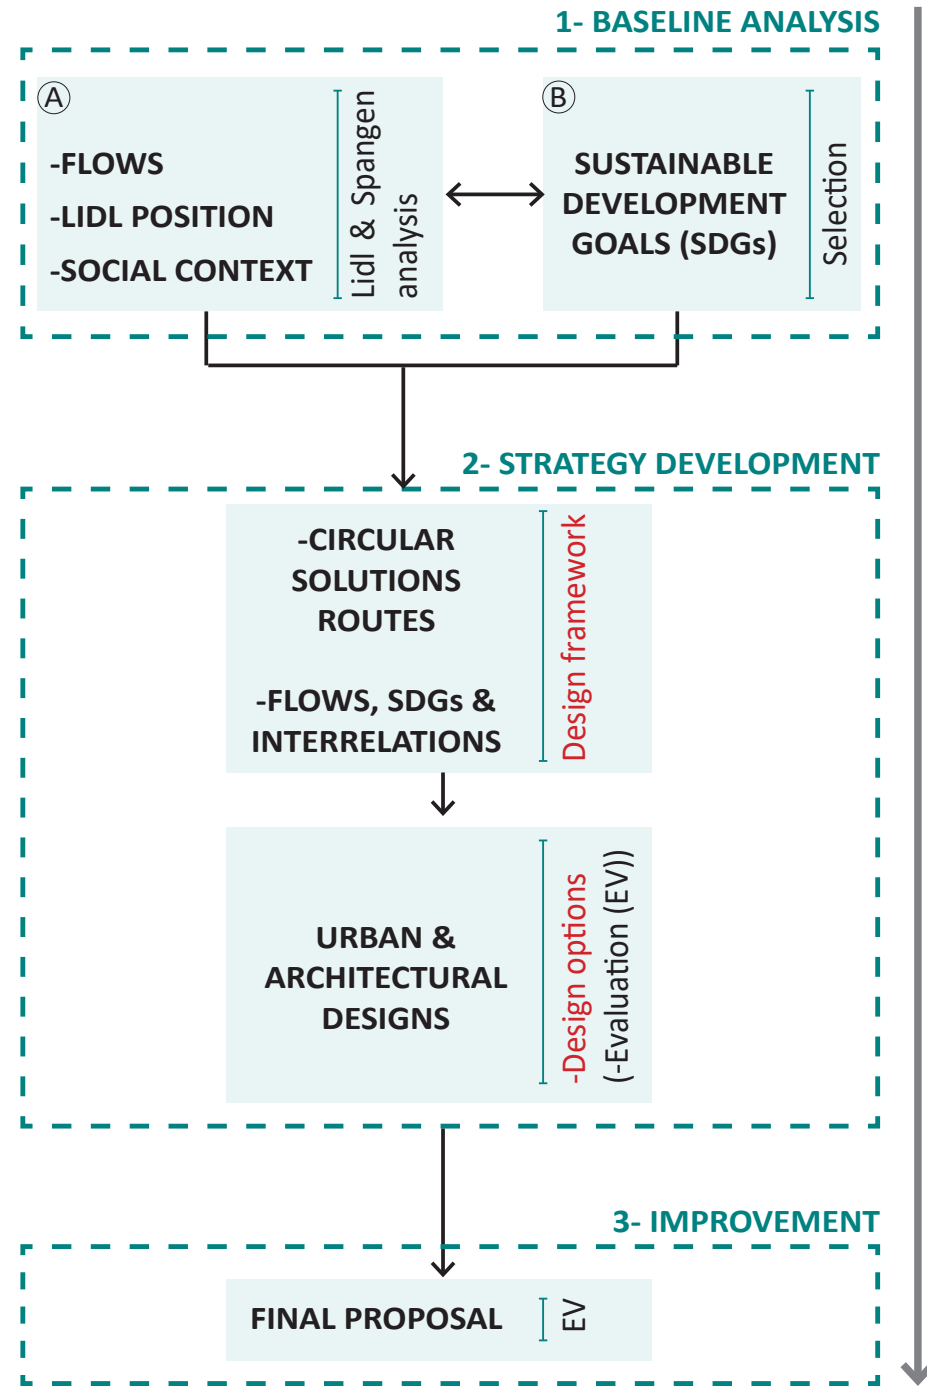 1- BASELINE ANALYSIS
A
-FLOWS
-LIDL POSITION
-SOCIAL CONTEXT
Lidl & Spangen
analysis
B
SUSTAINABLE
DEVELOPMENT
GOALS (SDGs)
Selection
2- STRATEGY DEVELOPMENT
-CIRCULAR
SOLUTIONS
ROUTES
-FLOWS, SDGs &
INTERRELATIONS
Design framework
URBAN &
ARCHITECTURAL
DESIGNS
-Design options
(-Evaluation (EV))
3- IMPROVEMENT
FINAL PROPOSAL
EV